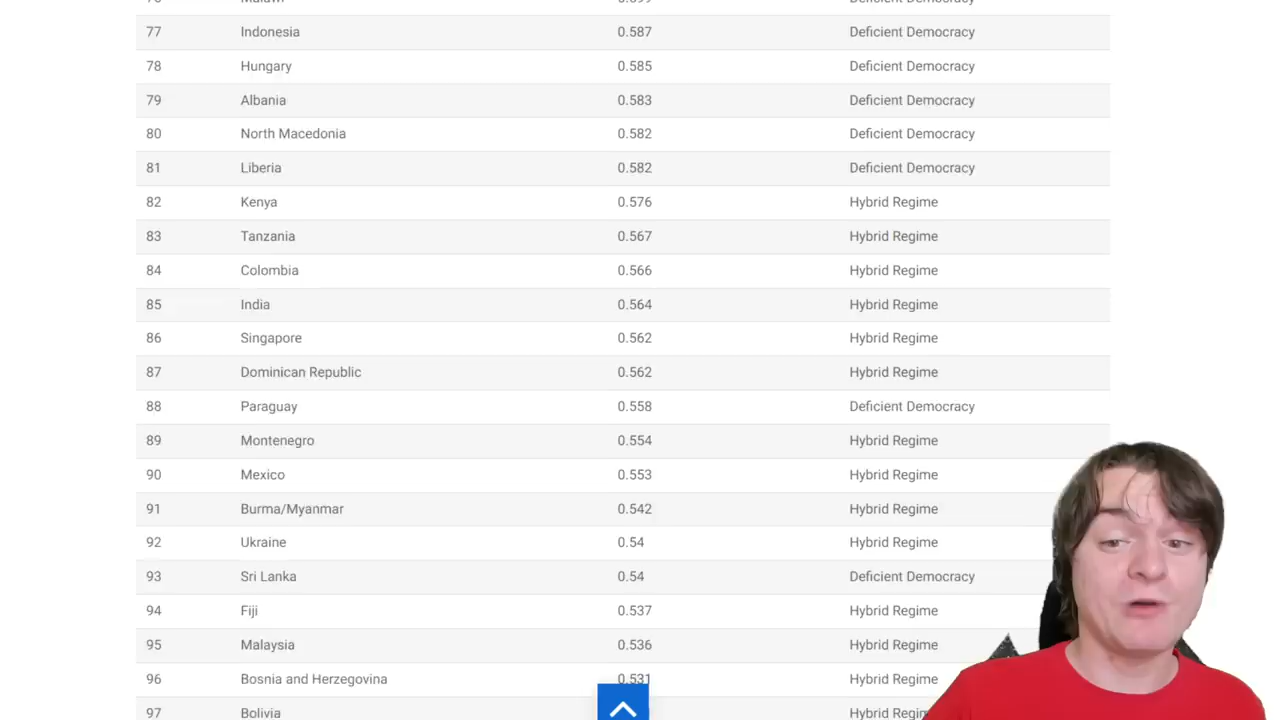 77 Indonesia 0.587 Deficient Democracy
78 Hungary 0.585 Deficient Democracy
79 Albania 0.583 Deficient Democracy
80 North Macedonia 0.582 Deficient Democracy
81 Liberia 0.582 Deficient Democracy
82 Kenya 0.576 Hybrid Regime
83 Tanzania 0.567 Hybrid Regime
84 Colombia 0.566 Hybrid Regime
85 India 0.564 Hybrid Regime
86 Singapore 0.562 Hybrid Regime
87 Dominican Republic 0.562 Hybrid Regime
88 Paraguay 0.558 Deficient Democracy
89 Montenegro 0.554 Hybrid Regime
90 Mexico 0.553 Hybrid Regime
91 Burma/Myanmar 0.542 Hybrid Regime
92 Ukraine 0.54 Hybrid Regime
93 Sri Lanka 0.54 Deficient Democracy
94 Fiji 0.537 Hybrid Regime
95 Malaysia 0.536 Hybrid Regime
96 Bosnia and Herzegovina 0.531 Hybrid Regime
97 Bolivia Hybrid